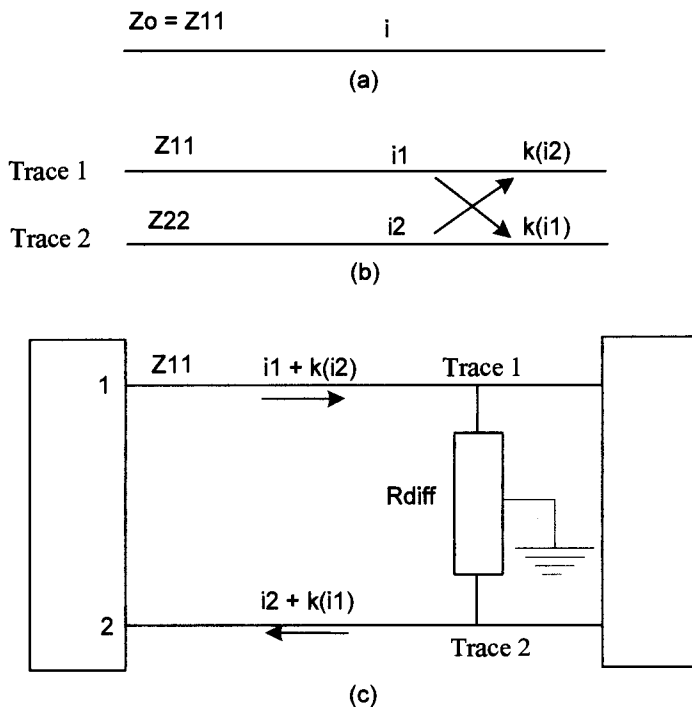 Zo = Z11 i
(a)
Z11 i1 k(i2)
Trace 1
Z22 i2 k(i1)
Trace 2
(b)
Z11 i1 + k(i2) Trace 1
1
Rdiff
i2 + k(i1)
2
Trace 2
(c)